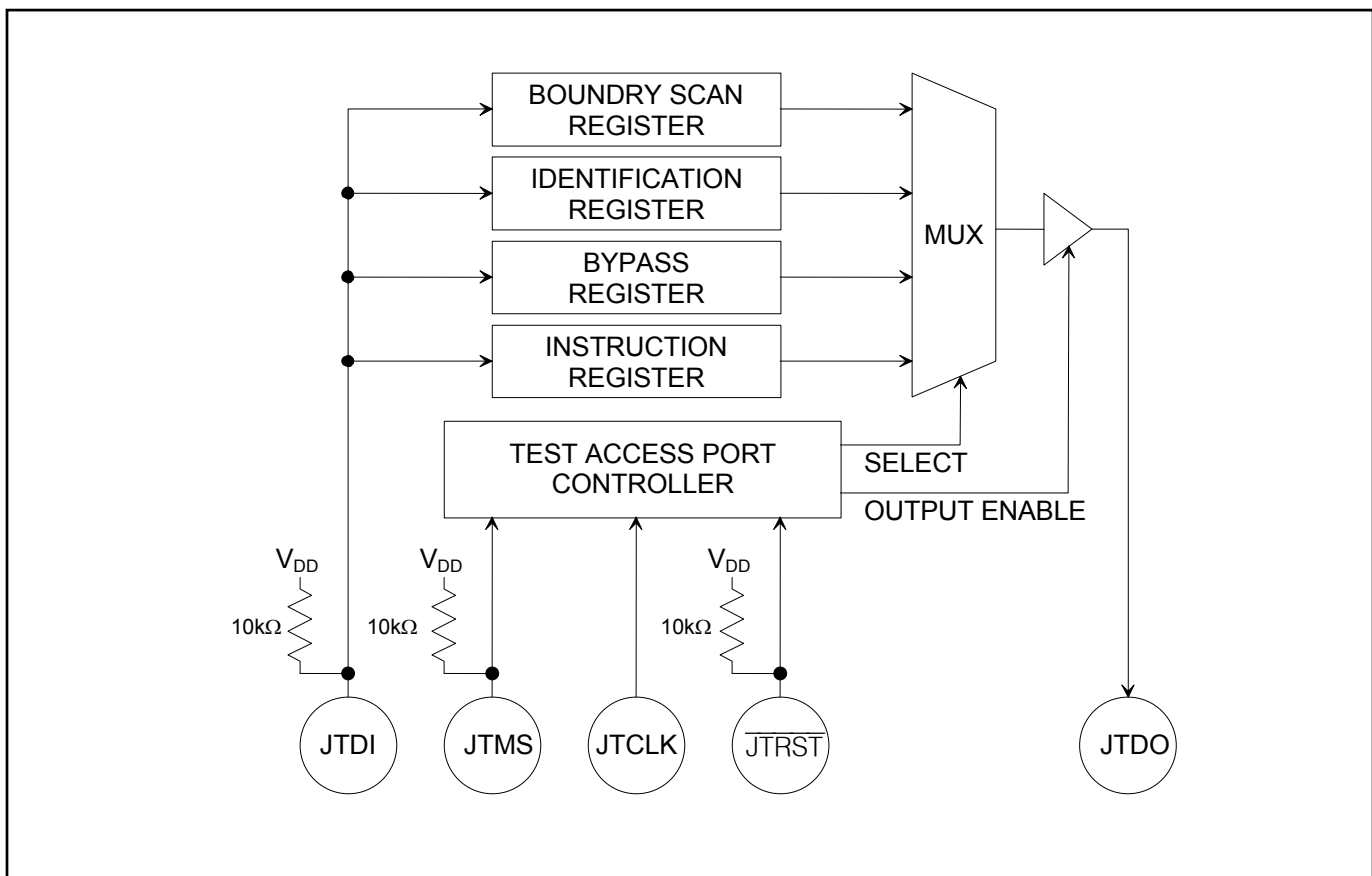 BOUNDRY SCAN
REGISTER
IDENTIFICATION
REGISTER
BYPASS
REGISTER
INSTRUCTION
REGISTER
MUX
TEST ACCESS PORT
CONTROLLER
SELECT
OUTPUT ENABLE
VDD
VDD
VDD
10kΩ
10kΩ
10kΩ
JTDI
JTMS
JTCLK
JTRST
JTDO